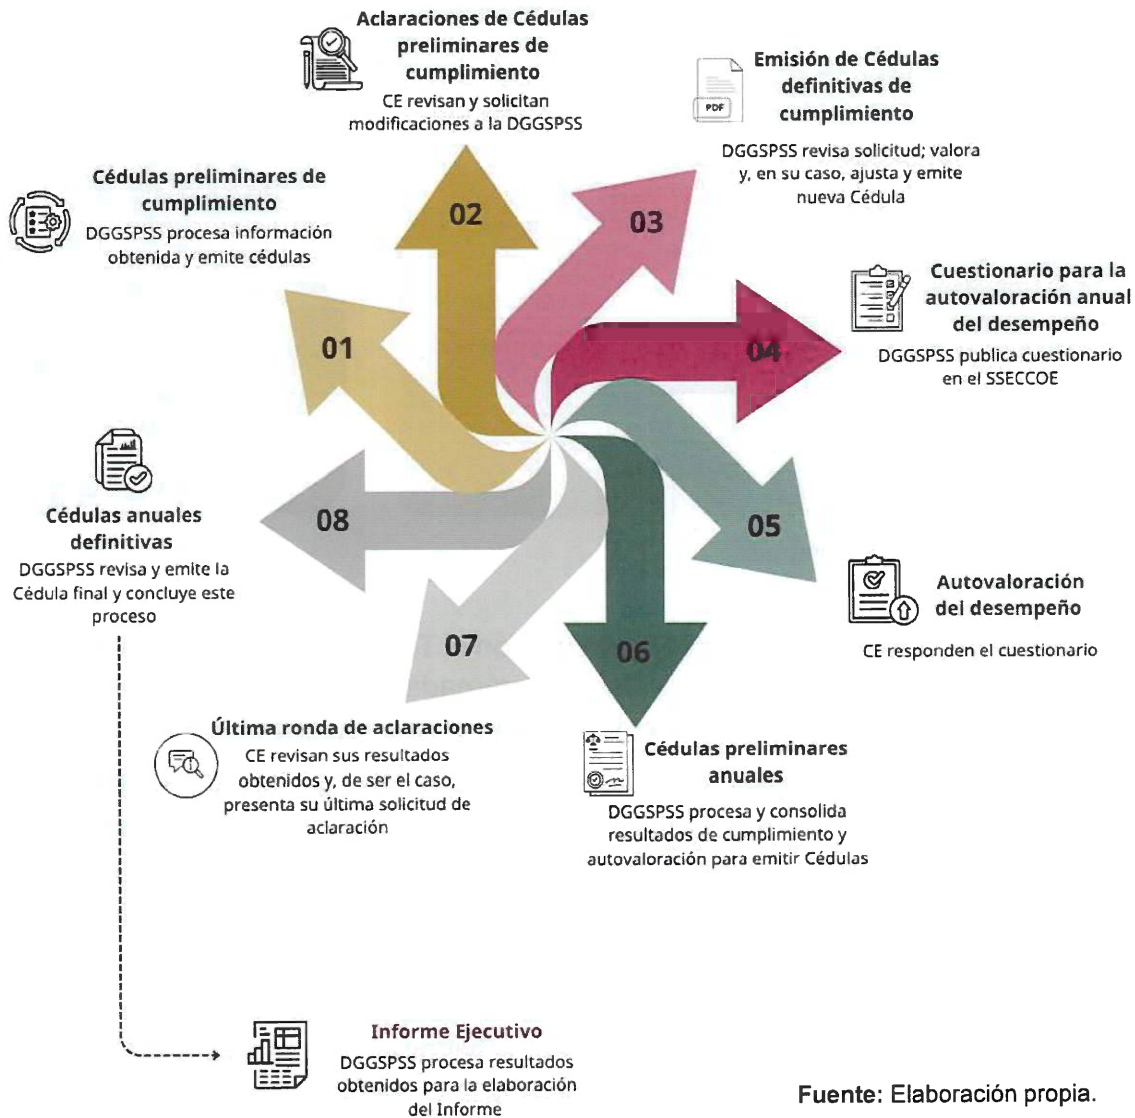 Aclaraciones de Cédulas
preliminares de
cumplimiento
CE revisan y solicitan
modificaciones a la DGGSPSS
PDF
Emisión de Cédulas
definitivas de
cumplimiento
DGGSPSS revisa solicitud; valora
y, en su caso, ajusta y emite
nueva Cédula
Cédulas preliminares de
cumplimiento
DGGSPSS procesa información
obtenida y emite cédulas
02
03
Cuestionario para la
autovaloración anual
del desempeño
DGGSPSS publica cuestionario
en el SSECCOE
01
04
Cédulas anuales
definitivas
DGGSPSS revisa y emite la
Cédula final y concluye este
proceso
08
05
Autovaloración
del desempeño
CE responden el cuestionario
07
06
Última ronda de aclaraciones
CE revisan sus resultados
obtenidos y, de ser el caso,
presenta su última solicitud de
aclaración
Cédulas preliminares
anuales
DGGSPSS procesa y consolida
resultados de cumplimiento y
autovaloración para emitir Cédulas
Informe Ejecutivo
DGGSPSS procesa resultados
obtenidos para la elaboración
del Informe
Fuente: Elaboración propia.